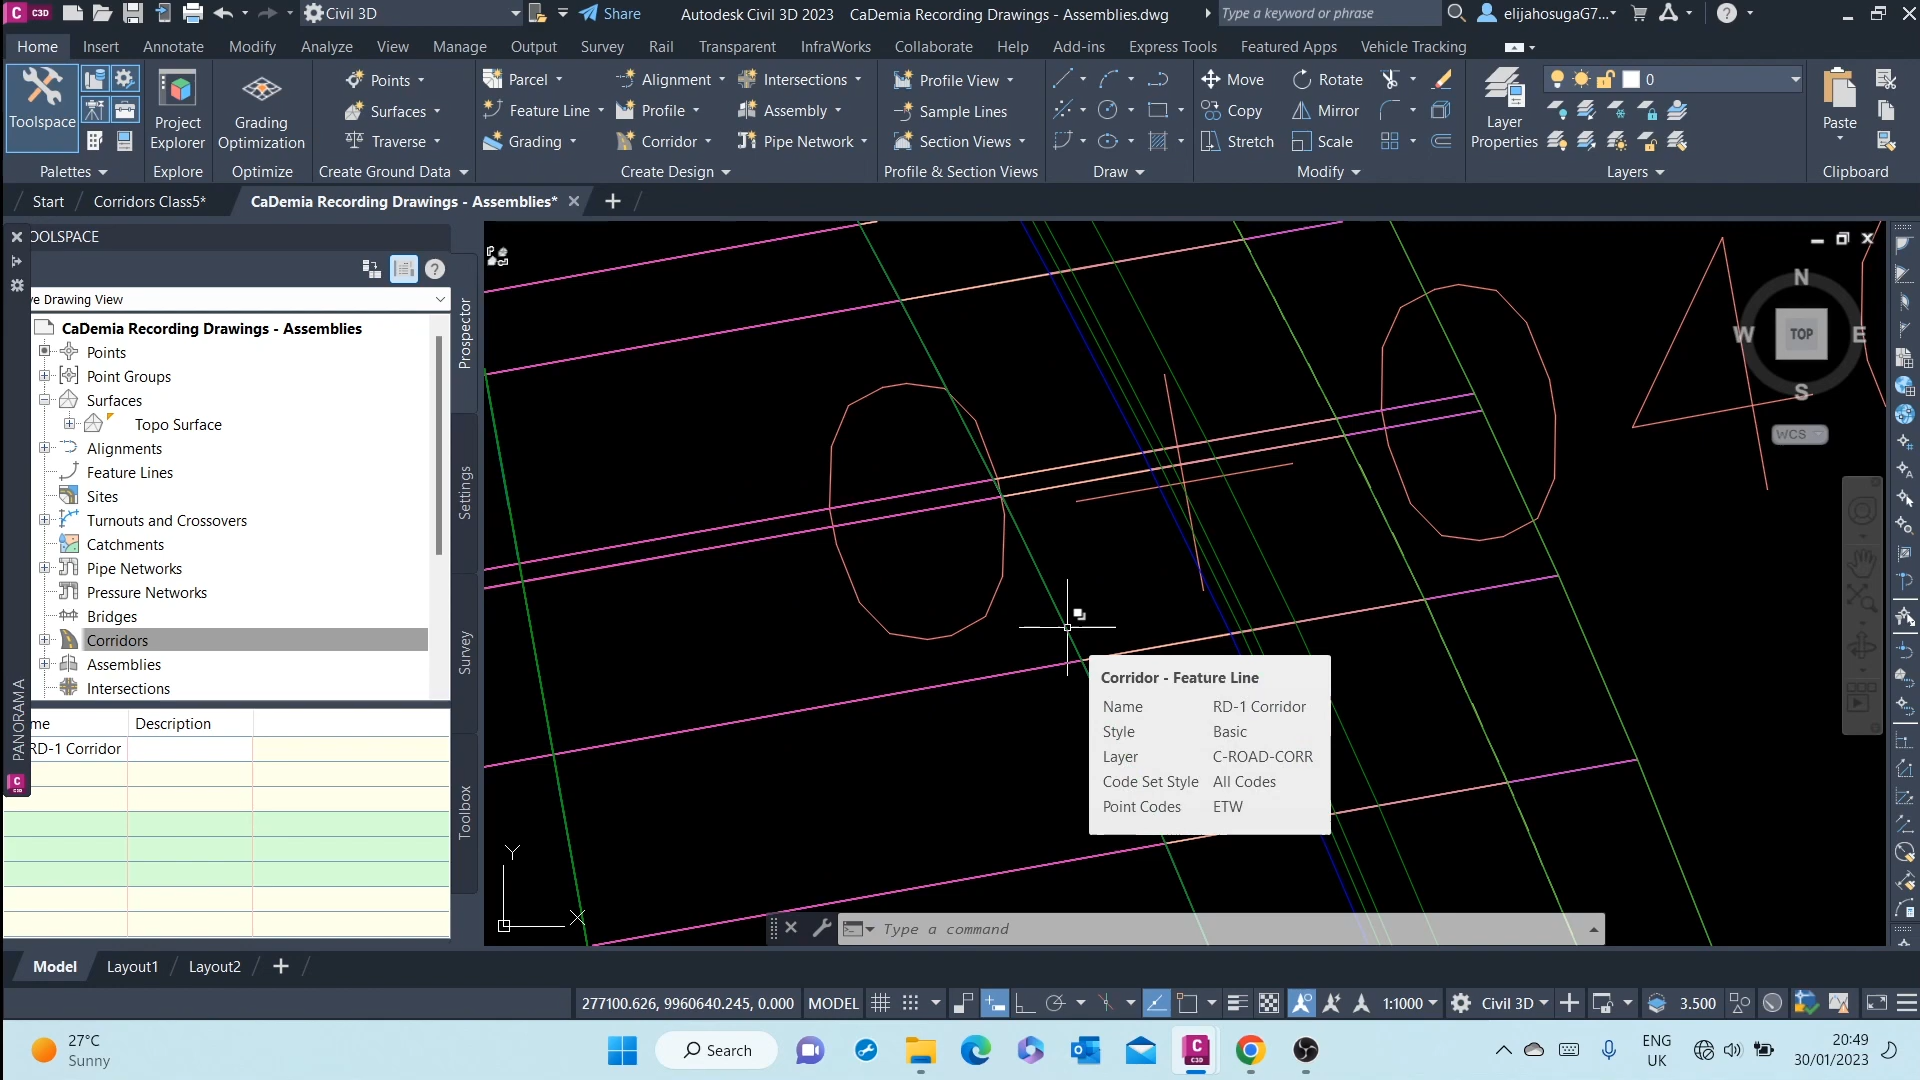 C3D
Civil 3D
Share
Autodesk Civil 3D 2023
CaDemia Recording Drawings - Assemblies.dwg
Type a keyword or phrase
elijahosugaG7...
Home
Insert
Annotate
Modify
Analyze
View
Manage
Output
Survey
Rail
Transparent
InfraWorks
Collaborate
Help
Add-ins
Express Tools
Featured Apps
Vehicle Tracking
Toolspace
Palettes
Project
Explorer
Explore
Grading
Optimization
Optimize
Points
Surfaces
Traverse
Create Ground Data
Parcel
Feature Line
Grading
Alignment
Profile
Corridor
Intersections
Assembly
Pipe Network
Create Design
Profile View
Sample Lines
Section Views
Profile & Section Views
Draw
Move
Copy
Stretch
Rotate
Mirror
Scale
Modify
Layer
Properties
0
Layers
Paste
Clipboard
Start
Corridors Class5*
CaDemia Recording Drawings - Assemblies*
OOLSPACE
ve Drawing View
CaDemia Recording Drawings - Assemblies
Points
Point Groups
Surfaces
Topo Surface
Alignments
Feature Lines
Sites
Turnouts and Crossovers
Catchments
Pipe Networks
Pressure Networks
Bridges
Corridors
Assemblies
Intersections
Prospector
Settings
Survey
Toolbox
PANORAMA
me
Description
RD-1 Corridor
N
W
TOP
E
S
WCS
Corridor - Feature Line
Name RD-1 Corridor
Style Basic
Layer C-ROAD-CORR
Code Set Style All Codes
Point Codes ETW
Y
X
Type a command
Model
Layout1
Layout2
277100.626, 9960640.245, 0.000
MODEL
1:1000
Civil 3D
3.500
27°C
Sunny
Search
ENG
UK
20:49
30/01/2023